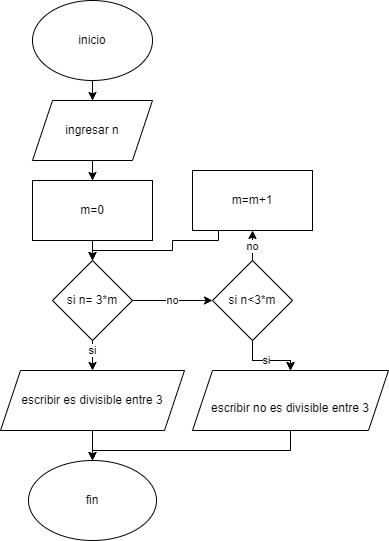 inicio
ingresar n
m=0
m=m+1
no
si n= 3*m
no
si n<3*m
si
si
escribir es divisible entre 3
escribir no es divisible entre 3
fin